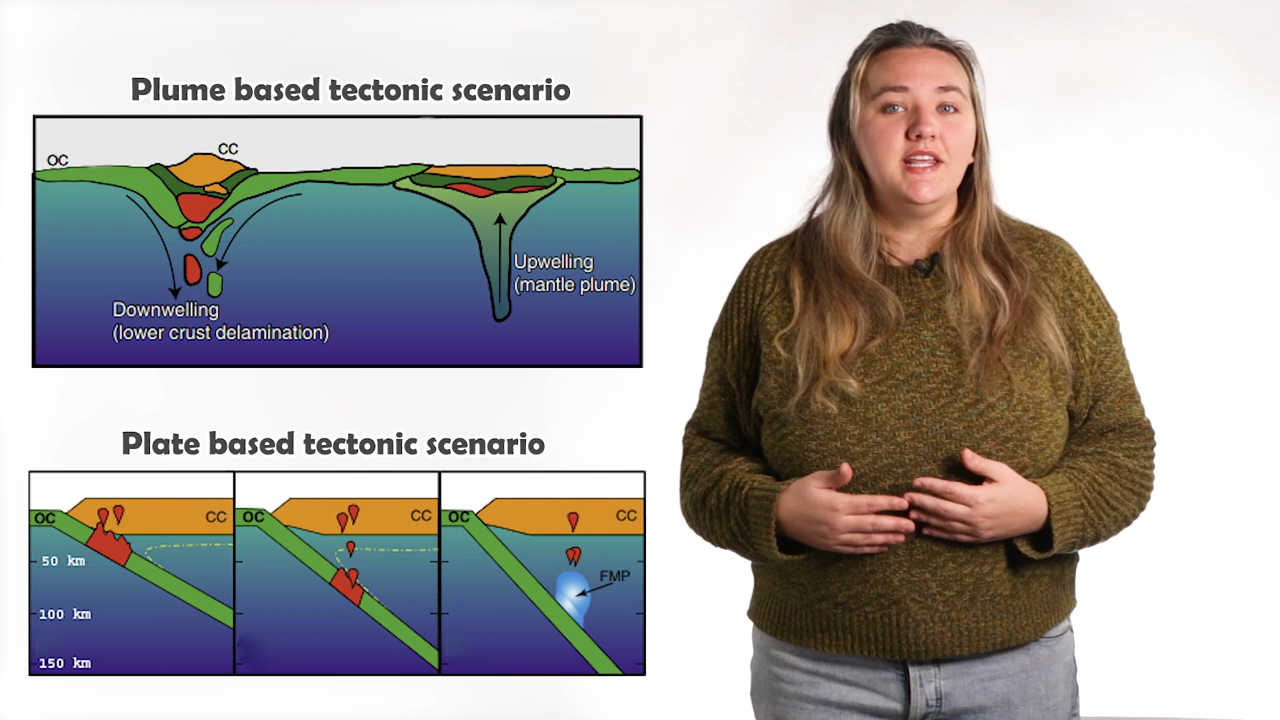 Plume based tectonic scenario
OC
CC
Upwelling
(mantle plume)
Downwelling
(lower crust delamination)
Plate based tectonic scenario
OC CC OC CC OC CC
50 km
FMP
100 km
150 km